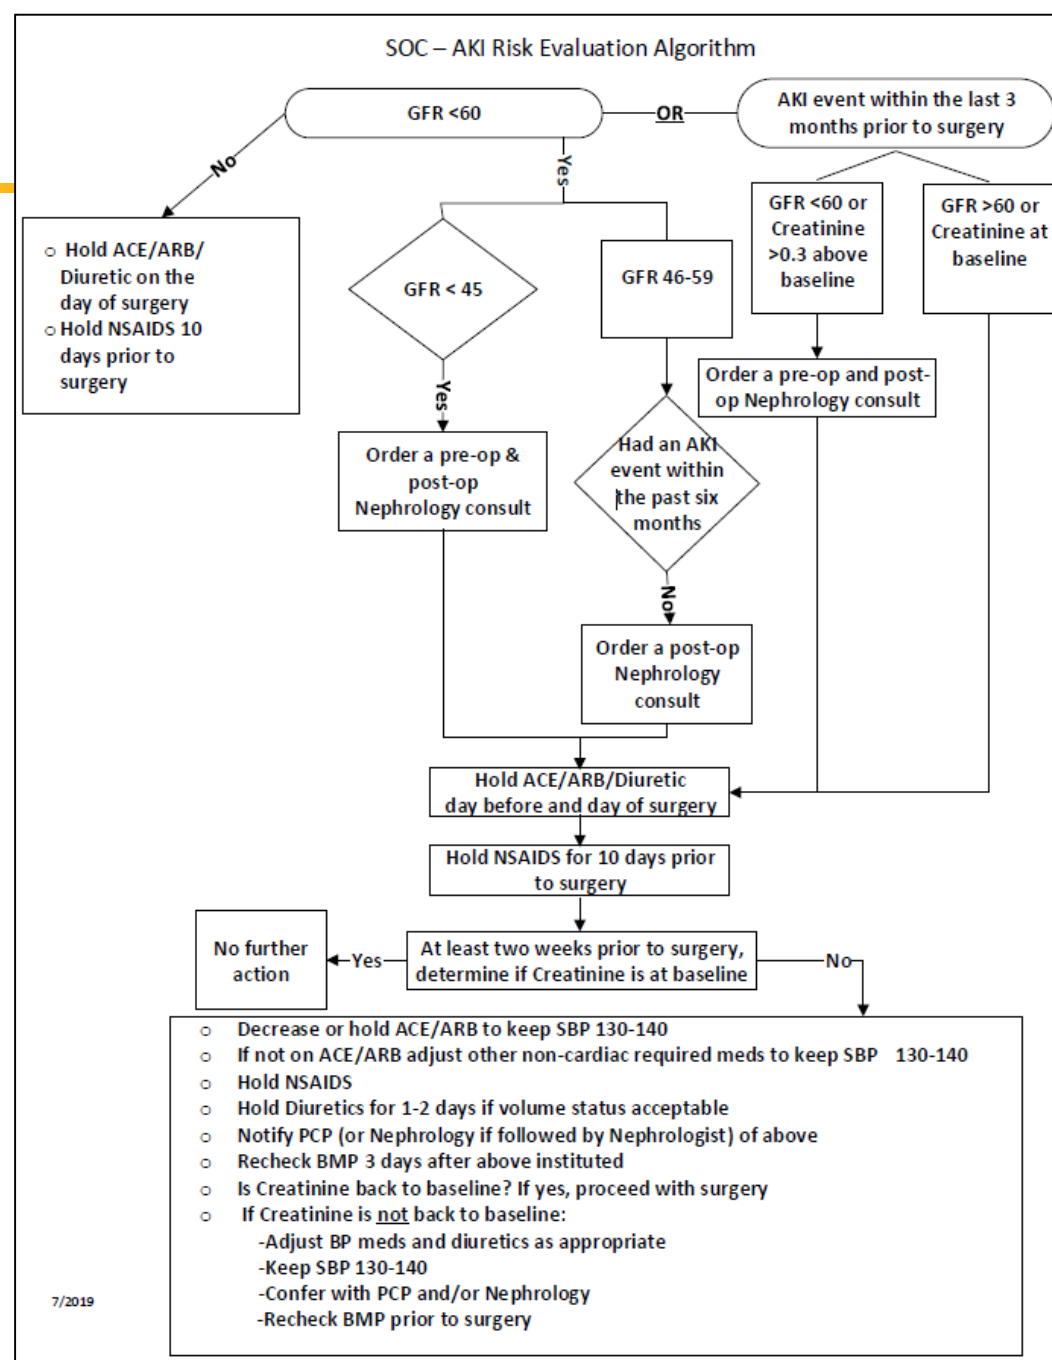 SOC – AKI Risk Evaluation Algorithm
GFR <60
OR
AKI event within the last 3
months prior to surgery
No
Yes
GFR <60 or
Creatinine
>0.3 above
baseline
GFR >60 or
Creatinine at
baseline
o Hold ACE/ARB/
Diuretic on the
day of surgery
o Hold NSAIDS 10
days prior to
surgery
GFR < 45
GFR 46-59
Yes
Order a pre-op and post-
op Nephrology consult
Order a pre-op &
post-op
Nephrology consult
Had an AKI
event within
the past six
months
No
Order a post-op
Nephrology
consult
Hold ACE/ARB/Diuretic
day before and day of surgery
Hold NSAIDS for 10 days prior
to surgery
No further
action
Yes
At least two weeks prior to surgery,
determine if Creatinine is at baseline
No
o Decrease or hold ACE/ARB to keep SBP 130-140
o If not on ACE/ARB adjust other non-cardiac required meds to keep SBP 130-140
o Hold NSAIDS
o Hold Diuretics for 1-2 days if volume status acceptable
o Notify PCP (or Nephrology if followed by Nephrologist) of above
o Recheck BMP 3 days after above instituted
o Is Creatinine back to baseline? If yes, proceed with surgery
o If Creatinine is not back to baseline:
-Adjust BP meds and diuretics as appropriate
-Keep SBP 130-140
-Confer with PCP and/or Nephrology
-Recheck BMP prior to surgery
7/2019